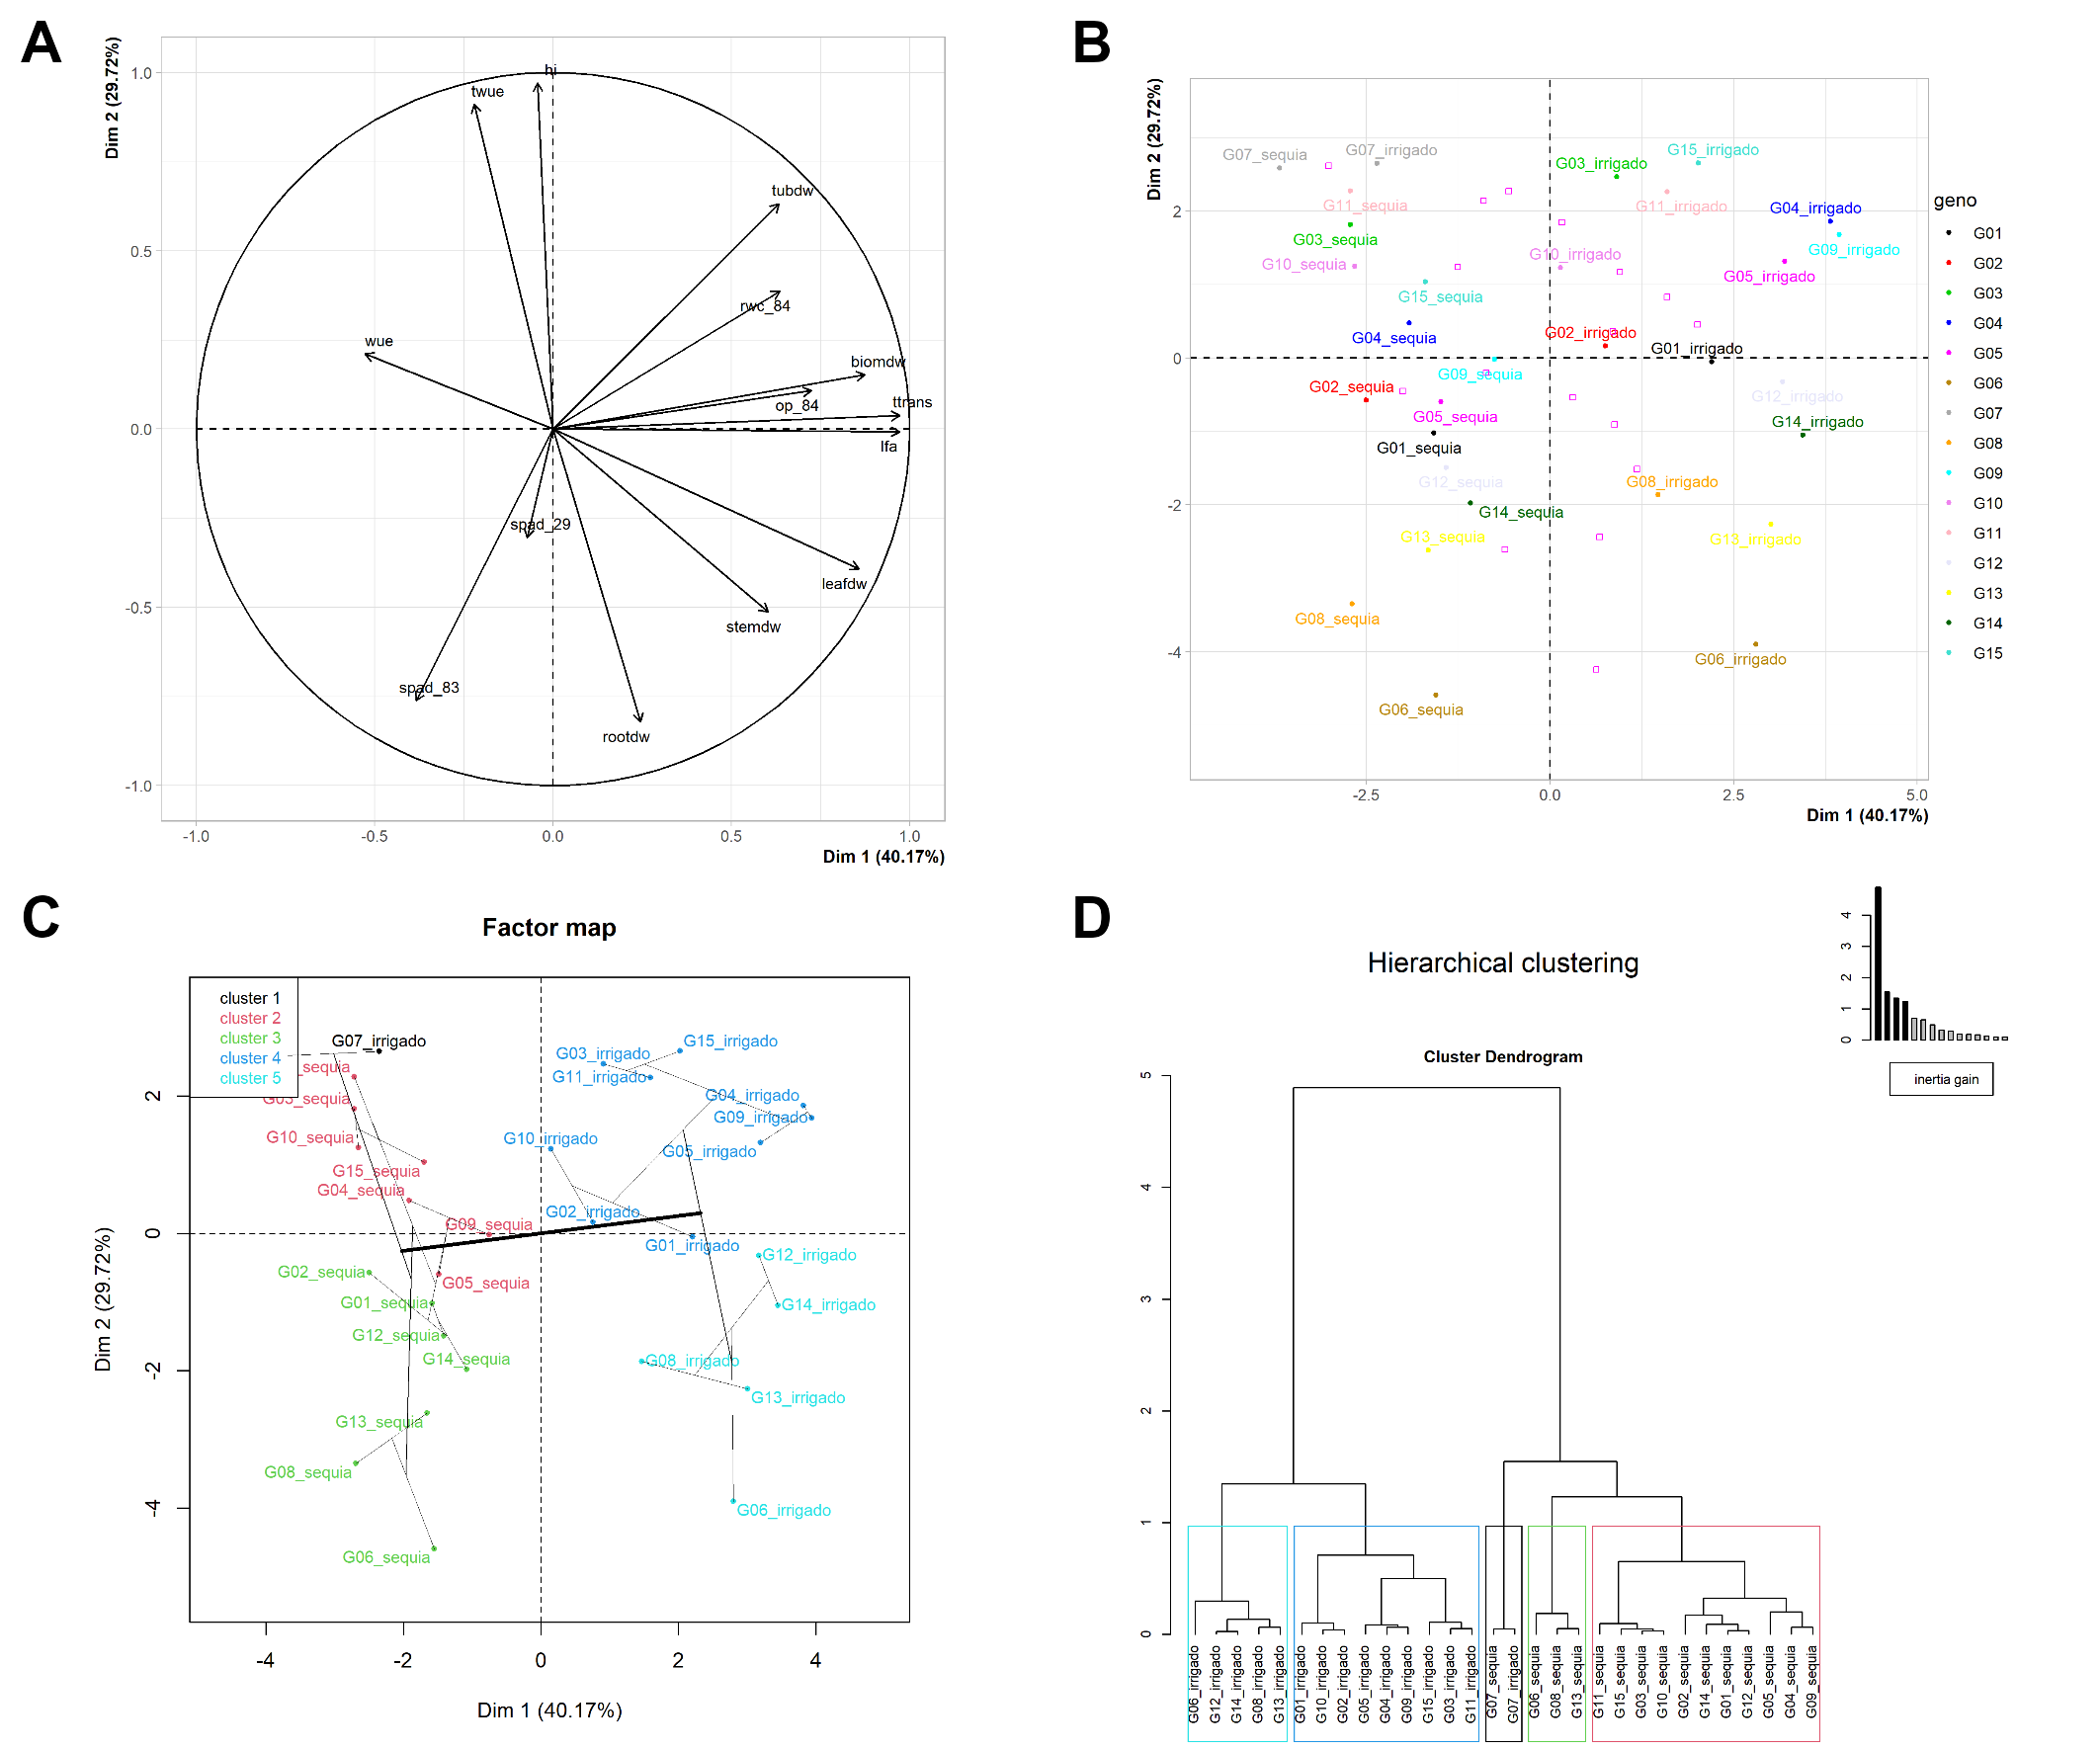 A
Dim 2 (29.72%)
1.0
0.5
0.0
-0.5
-1.0
hi
twue
tubdw
rwc_84
wue
biomdw
op_84
ttrans
lfa
spad_29
leafdw
stemdw
spad_83
rootdw
-1.0
-0.5
0.0
0.5
1.0
Dim 1 (40.17%)
B
Dim 2 (29.72%)
2
0
-2
-4
G07_sequia
G07_irrigado
G03_irrigado
G15_irrigado
G11_sequia
G11_irrigado
G04_irrigado
G03_sequia
G09_irrigado
G10_sequia
G10_irrigado
G05_irrigado
G15_sequia
G04_sequia
G02_irrigado
G01_irrigado
G09_sequia
G02_sequia
G12_irrigado
G05_sequia
G14_irrigado
G01_sequia
G12_sequia
G08_irrigado
G14_sequia
G13_sequia
G13_irrigado
G08_sequia
G06_irrigado
G06_sequia
-2.5
0.0
2.5
5.0
Dim 1 (40.17%)
geno
G01
G02
G03
G04
G05
G06
G07
G08
G09
G10
G11
G12
G13
G14
G15
C
Factor map
cluster 1
cluster 2
cluster 3
cluster 4
cluster 5
G07_irrigado
G15_irrigado
G03_irrigado
_sequia
G11_irrigado
G03_sequia
G04_irrigado
G09_irrigado
G10_sequia
G10_irrigado
G05_irrigado
G15_sequia
G04_sequia
G02_irrigado
G09_sequia
G01_irrigado
G12_irrigado
G02_sequia
G05_sequia
G01_sequia
G14_irrigado
G12_sequia
G14_sequia
G08_irrigado
G13_irrigado
G13_sequia
G08_sequia
G06_irrigado
G06_sequia
Dim 2 (29.72%)
2
0
-2
-4
-4
-2
0
2
4
Dim 1 (40.17%)
D
Hierarchical clustering
4
3
2
1
0
inertia gain
Cluster Dendrogram
5
4
3
2
1
0
G06_irrigado
G12_irrigado
G14_irrigado
G08_irrigado
G13_irrigado
G01_irrigado
G10_irrigado
G02_irrigado
G05_irrigado
G04_irrigado
G09_irrigado
G15_irrigado
G03_irrigado
G11_irrigado
G07_sequia
G07_irrigado
G06_sequia
G08_sequia
G13_sequia
G11_sequia
G15_sequia
G03_sequia
G10_sequia
G02_sequia
G14_sequia
G01_sequia
G12_sequia
G05_sequia
G04_sequia
G09_sequia